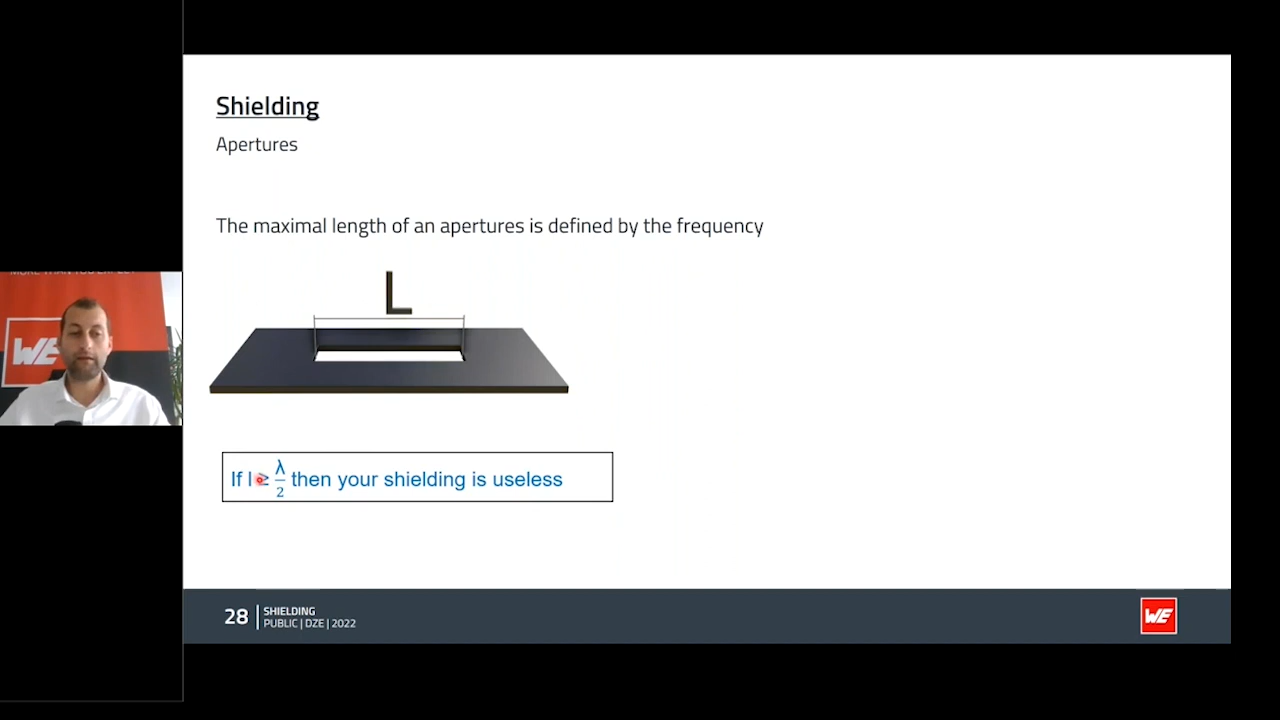 Shielding
Apertures
The maximal length of an apertures is defined by the frequency
L
If l ≥ λ/2 then your shielding is useless
28
SHIELDING
PUBLIC | DZE | 2022
WE
WE